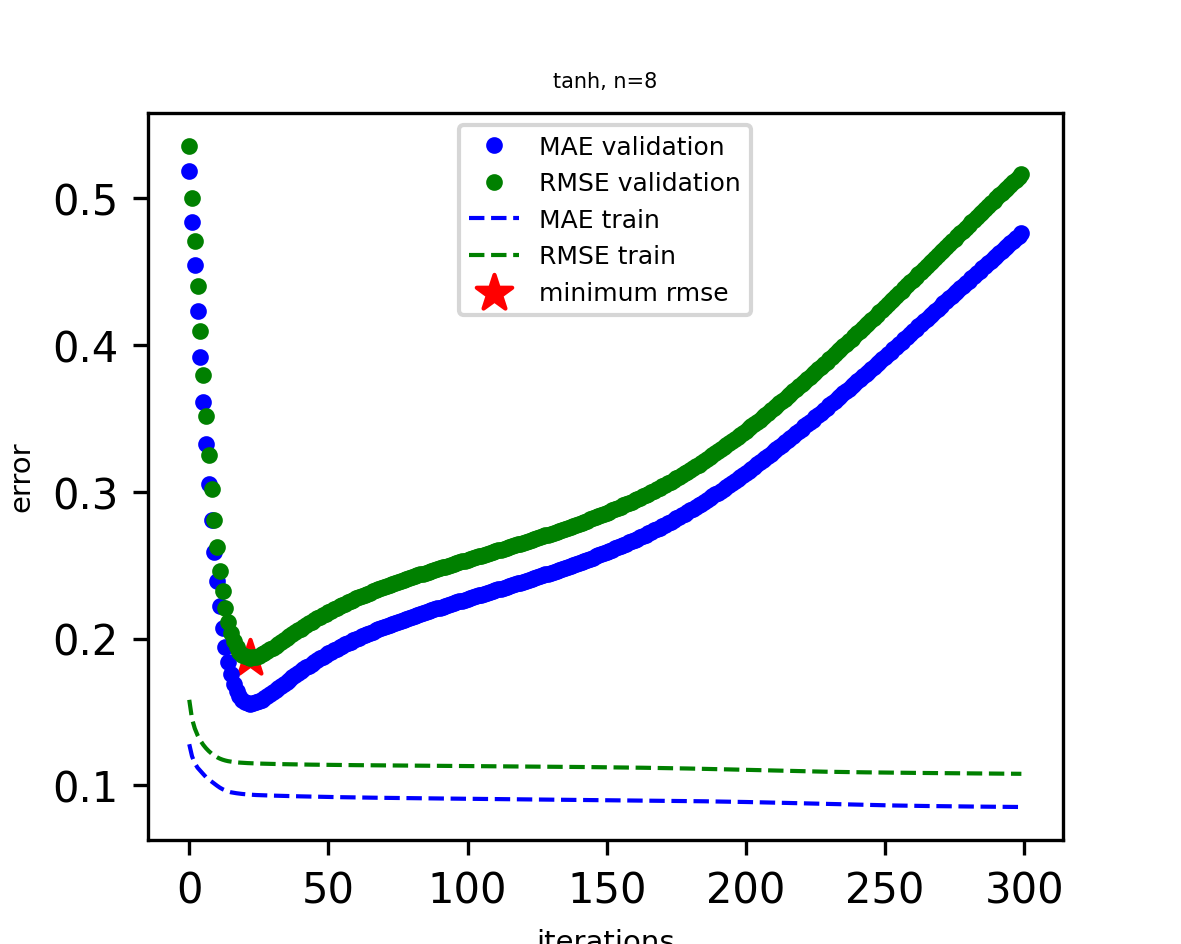 tanh, n=8
MAE validation
RMSE validation
MAE train
RMSE train
minimum rmse
error
0.5
0.4
0.3
0.2
0.1
0 50 100 150 200 250 300
iterations